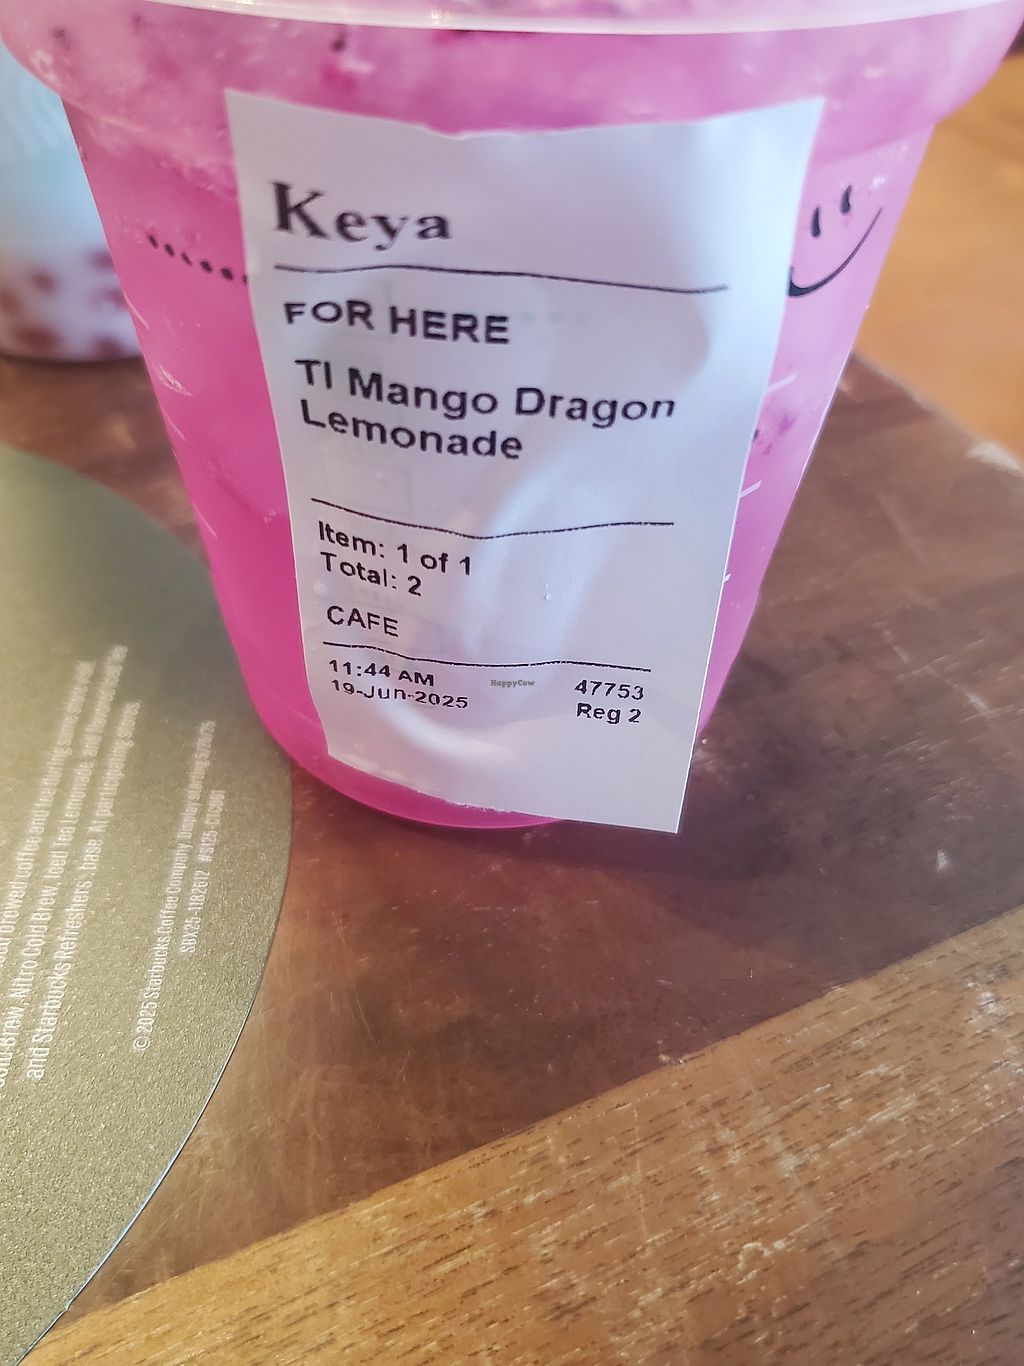 Keya
FOR HERE
TI Mango Dragon
Lemonade
Item: 1 of 1
Total: 2
CAFE
11:44 AM
19-Jun-2025
47753
Reg 2
HappyCow
Brew, Nitro Cold Brew, Iced Tea Lemonade,
and Starbucks Refreshers base. At participating
© 2025 Starbucks Coffee Company